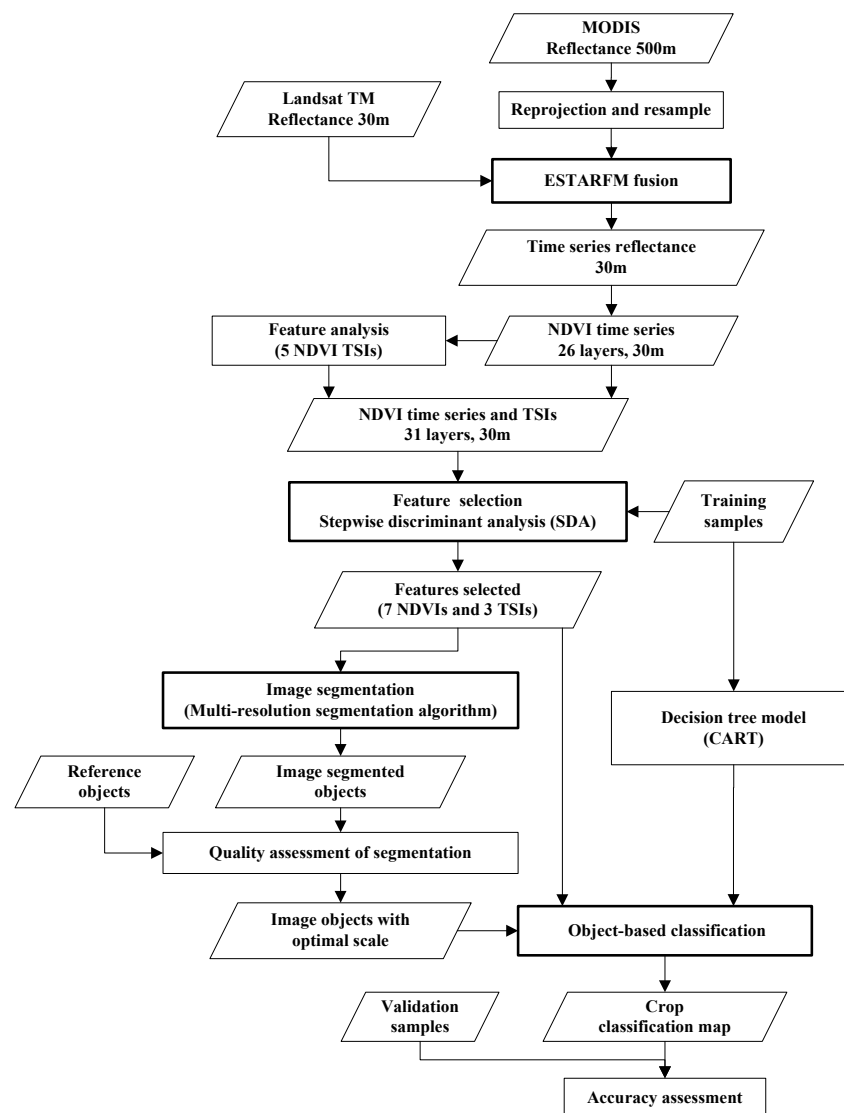 MODIS
Reflectance 500m
Landsat TM
Reflectance 30m
Reprojection and resample
ESTARFM fusion
Time series reflectance
30m
Feature analysis
(5 NDVI TSIs)
NDVI time series
26 layers, 30m
NDVI time series and TSIs
31 layers, 30m
Feature selection
Stepwise discriminant analysis (SDA)
Training
samples
Features selected
(7 NDVIs and 3 TSIs)
Image segmentation
(Multi-resolution segmentation algorithm)
Decision tree model
(CART)
Reference
objects
Image segmented
objects
Quality assessment of segmentation
Image objects with
optimal scale
Object-based classification
Validation
samples
Crop
classification map
Accuracy assessment